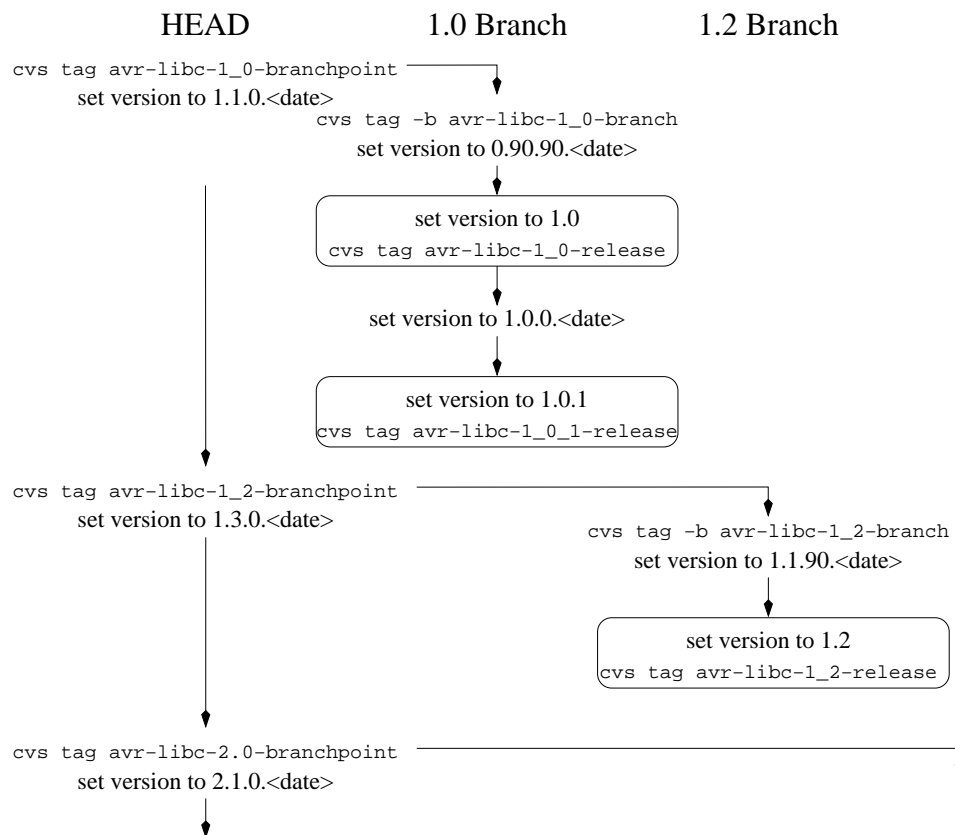 HEAD 1.0 Branch 1.2 Branch
cvs tag avr-libc-1_0-branchpoint
set version to 1.1.0.<date>
cvs tag -b avr-libc-1_0-branch
set version to 0.90.90.<date>
set version to 1.0
cvs tag avr-libc-1_0-release
set version to 1.0.0.<date>
set version to 1.0.1
cvs tag avr-libc-1_0_1-release
cvs tag avr-libc-1_2-branchpoint
set version to 1.3.0.<date>
cvs tag -b avr-libc-1_2-branch
set version to 1.1.90.<date>
set version to 1.2
cvs tag avr-libc-1_2-release
cvs tag avr-libc-2.0-branchpoint
set version to 2.1.0.<date>